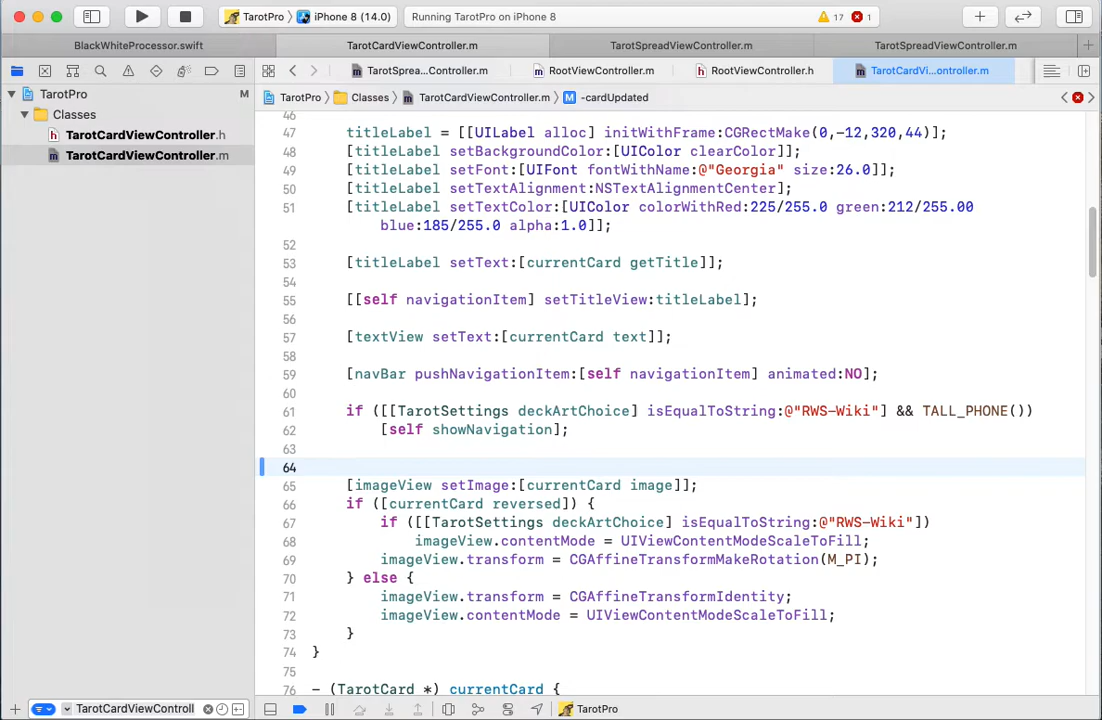 TarotPro › iPhone 8 (14.0)
Running TarotPro on iPhone 8
17
1
BlackWhiteProcessor.swift
TarotCardViewController.m
TarotSpreadViewController.m
TarotSpreadViewController.m
TarotSprea...Controller.m
RootViewController.m
RootViewController.h
TarotCardVi...ontroller.m
TarotPro M
TarotPro › Classes › TarotCardViewController.m › M -cardUpdated
Classes
TarotCardViewController.h
TarotCardViewController.m
46
47 titleLabel = [[UILabel alloc] initWithFrame:CGRectMake(0,-12,320,44)];
48 [titleLabel setBackgroundColor:[UIColor clearColor]];
49 [titleLabel setFont:[UIFont fontWithName:@"Georgia" size:26.0]];
50 [titleLabel setTextAlignment:NSTextAlignmentCenter];
51 [titleLabel setTextColor:[UIColor colorWithRed:225/255.0 green:212/255.00
blue:185/255.0 alpha:1.0]];
52
53 [titleLabel setText:[currentCard getTitle]];
54
55 [[self navigationItem] setTitleView:titleLabel];
56
57 [textView setText:[currentCard text]];
58
59 [navBar pushNavigationItem:[self navigationItem] animated:NO];
60
61 if ([[TarotSettings deckArtChoice] isEqualToString:@"RWS-Wiki"] && TALL_PHONE())
62 [self showNavigation];
63
64
65 [imageView setImage:[currentCard image]];
66 if ([currentCard reversed]) {
67 if ([[TarotSettings deckArtChoice] isEqualToString:@"RWS-Wiki"])
68 imageView.contentMode = UIViewContentModeScaleToFill;
69 imageView.transform = CGAffineTransformMakeRotation(M_PI);
70 } else {
71 imageView.transform = CGAffineTransformIdentity;
72 imageView.contentMode = UIViewContentModeScaleToFill;
73 }
74 }
75
76 - (TarotCard *) currentCard {
TarotCardViewControll
TarotPro